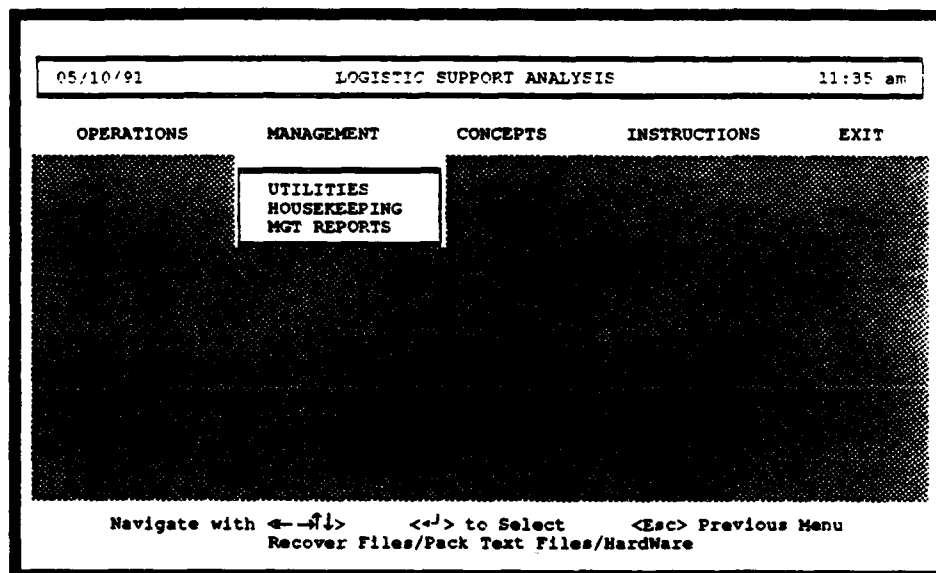 05/10/91 LOGISTIC SUPPORT ANALYSIS 11:35 am
OPERATIONS MANAGEMENT CONCEPTS INSTRUCTIONS EXIT
UTILITIES
HOUSEKEEPING
MGT REPORTS
Navigate with <←→↑↓> <↵> to Select <Esc> Previous Menu
Recover Files/Pack Text Files/HardWare